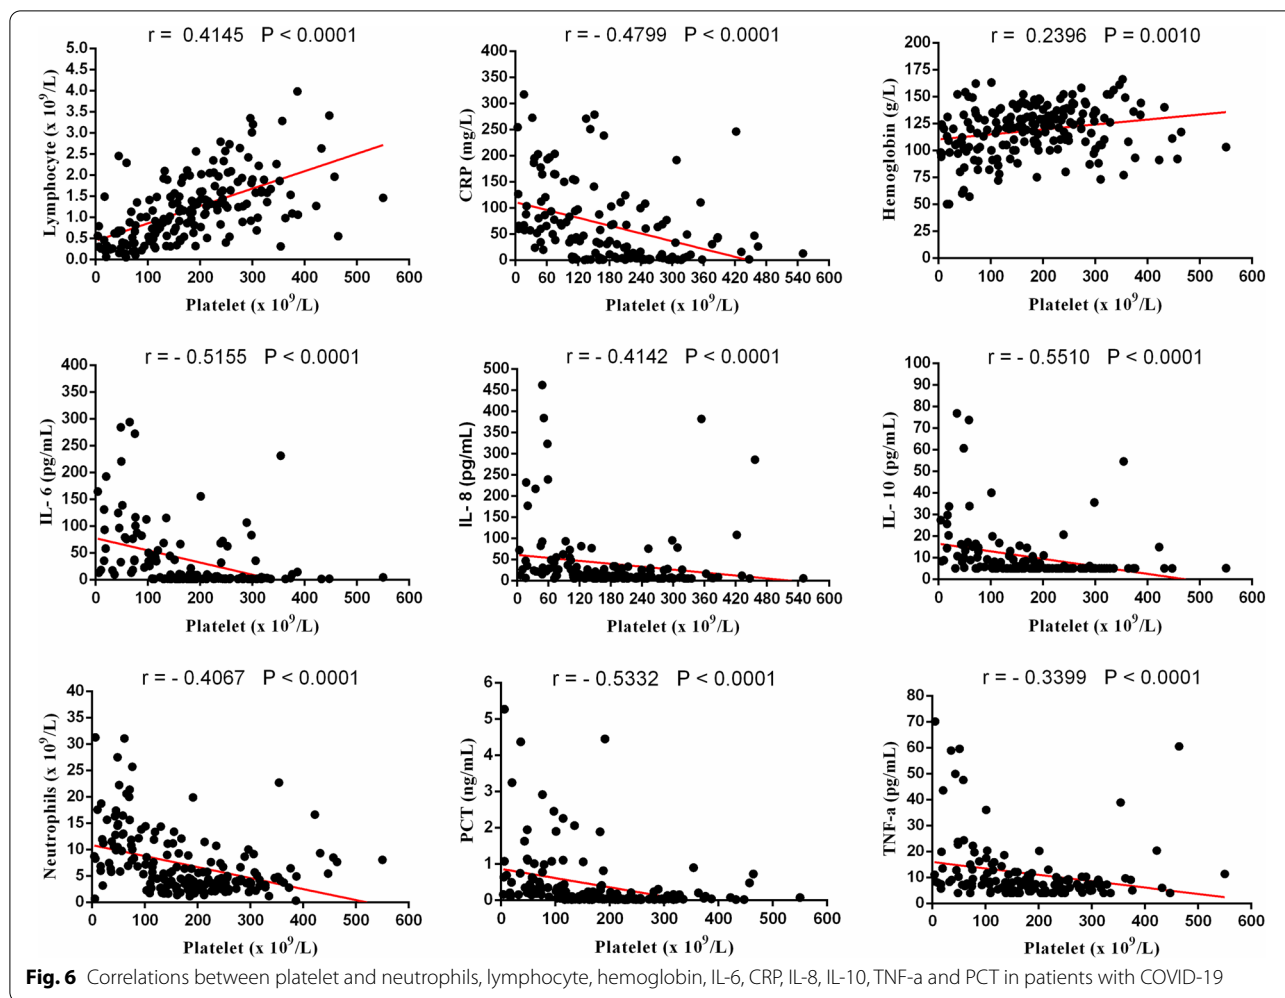 r = 0.4145 P < 0.0001
Lymphocyte (x 10⁹/L)
5.0
4.5
4.0
3.5
3.0
2.5
2.0
1.5
1.0
0.5
0.0
0 100 200 300 400 500 600
Platelet (x 10⁹/L)
r = - 0.4799 P < 0.0001
CRP (mg/L)
400
350
300
250
200
150
100
50
0
0 60 120 180 240 300 360 420 480 540 600
Platelet (x 10⁹/L)
r = 0.2396 P = 0.0010
Hemoglobin (g/L)
200
175
150
125
100
75
50
25
0
0 100 200 300 400 500 600
Platelet (x 10⁹/L)
r = - 0.5155 P < 0.0001
IL- 6 (pg/mL)
400
350
300
250
200
150
100
50
0
0 100 200 300 400 500 600
Platelet (x 10⁹/L)
r = - 0.4142 P < 0.0001
IL- 8 (pg/mL)
500
450
400
350
300
250
200
150
100
50
0
0 60 120 180 240 300 360 420 480 540 600
Platelet (x 10⁹/L)
r = - 0.5510 P < 0.0001
IL- 10 (pg/mL)
100
90
80
70
60
50
40
30
20
10
0
0 100 200 300 400 500 600
Platelet (x 10⁹/L)
r = - 0.4067 P < 0.0001
Neutrophils (x 10⁹/L)
40
35
30
25
20
15
10
5
0
0 100 200 300 400 500 600
Platelet (x 10⁹/L)
r = - 0.5332 P < 0.0001
PCT (ng/mL)
6
5
4
3
2
1
0
0 100 200 300 400 500 600
Platelet (x 10⁹/L)
r = - 0.3399 P < 0.0001
TNF-a (pg/mL)
80
70
60
50
40
30
20
10
0
0 100 200 300 400 500 600
Platelet (x 10⁹/L)
Fig. 6 Correlations between platelet and neutrophils, lymphocyte, hemoglobin, IL-6, CRP, IL-8, IL-10, TNF-a and PCT in patients with COVID-19